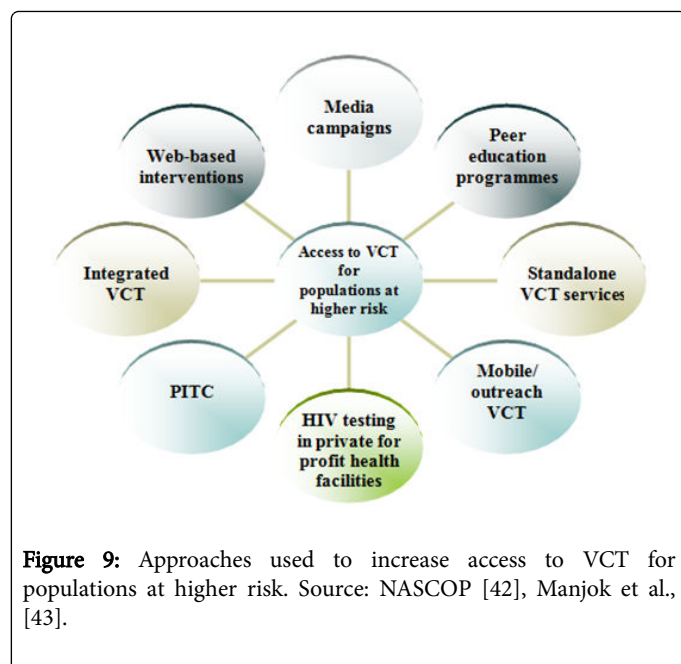 Media
campaigns
Web-based
interventions
Peer
education
programmes
Integrated
VCT
Access to VCT
for
populations at
higher risk
Standalone
VCT services
PITC
Mobile/
outreach
VCT
HIV testing
in private for
profit health
facilities
Figure 9: Approaches used to increase access to VCT for
populations at higher risk. Source: NASCOP [42], Manjok et al.,
[43].